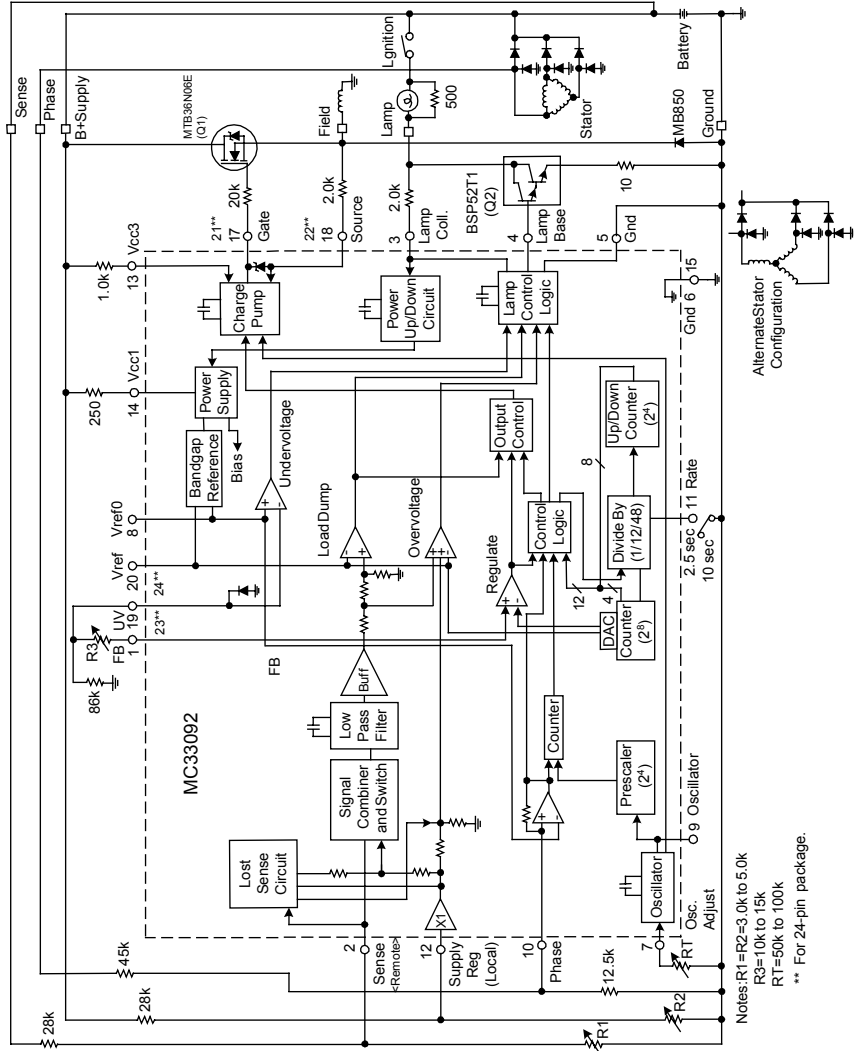 Sense
Phase
B+Supply
MTB36N06E
(Q1)
Field
Lamp
Lgnition
500
Stator
Battery
MB850
Ground
20k
2.0k
2.0k
BSP52T1
(Q2)
10
21**
17
Gate
22**
18
Source
3
Lamp
Coll.
4
Lamp
Base
5
Gnd
Vcc3
13
1.0k
Vcc1
14
250
Charge
Pump
Power
Up/Down
Circuit
Lamp
Control
Logic
Gnd 6
15
AlternateStator
Configuration
Power
Supply
Bandgap
Reference
Bias
Undervoltage
+
-
Output
Control
Up/Down
Counter
(2⁴)
8
Vref0
8
Vref
20
24**
UV
19
23**
FB
1
R3
86k
Load Dump
-
+
Overvoltage
+
+
-
Regulate
+
-
Control
Logic
Divide By
(1/12/48)
11 Rate
2.5 sec
10 sec
12
4
DAC
Counter
(2⁸)
FB
MC33092
Buff
Low
Pass
Filter
Signal
Combiner
and Switch
Lost
Sense
Circuit
X1
Counter
+
-
Prescaler
(2⁴)
Oscillator
9 Oscillator
Osc.
Adjust
7
RT
2
Sense
<Remote>
12
Supply
Reg
(Local)
10
Phase
45k
28k
28k
12.5k
R2
R1
Notes:R1=R2=3.0k to 5.0k
R3=10k to 15k
RT=50k to 100k
** For 24-pin package.